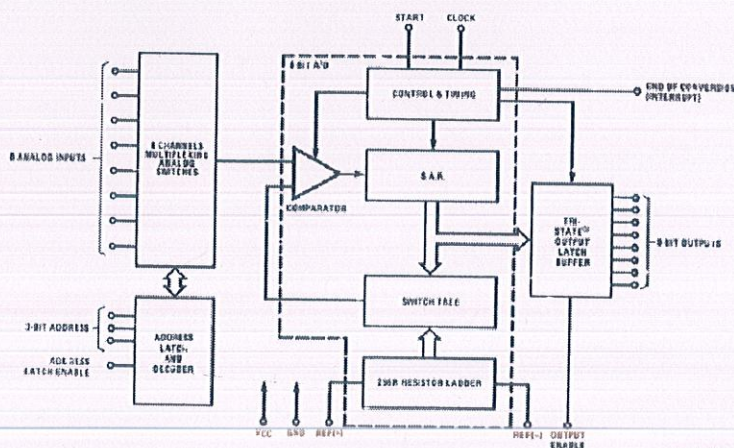 START CLOCK
8-BIT A/D
CONTROL & TIMING
END OF CONVERSION
(INTERRUPT)
8 ANALOG INPUTS
8 CHANNELS
MULTIPLEXING
ANALOG
SWITCHES
COMPARATOR
S.A.R.
TRI-
STATE®
OUTPUT
LATCH
BUFFER
8-BIT OUTPUTS
SWITCH TREE
3-BIT ADDRESS
ADDRESS
LATCH ENABLE
ADDRESS
LATCH
AND
DECODER
256R RESISTOR LADDER
VCC GND REF(+) REF(-) OUTPUT
ENABLE